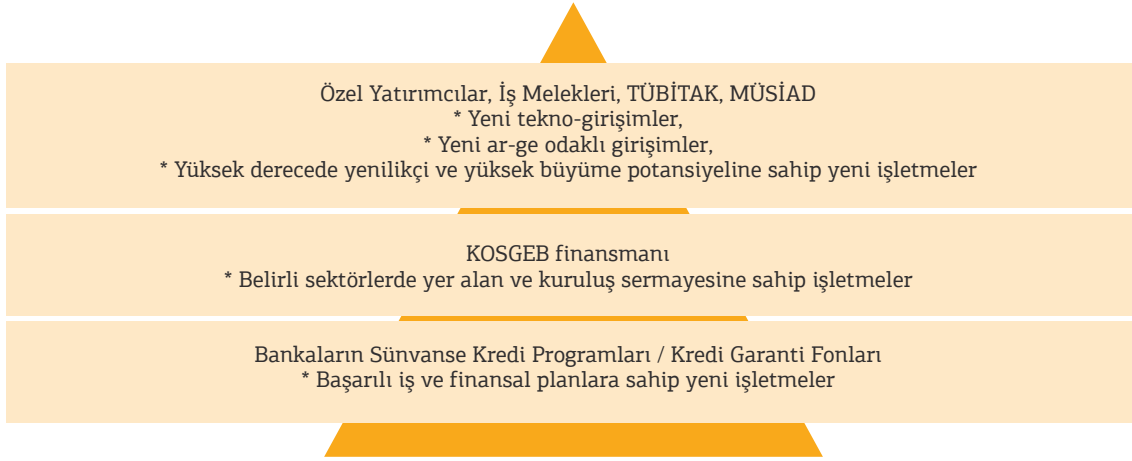 Özel Yatırımcılar, İş Melekleri, TÜBİTAK, MÜSİAD
* Yeni tekno-girişimler,
* Yeni ar-ge odaklı girişimler,
* Yüksek derecede yenilikçi ve yüksek büyüme potansiyeline sahip yeni işletmeler
KOSGEB finansmanı
* Belirli sektörlerde yer alan ve kuruluş sermayesine sahip işletmeler
Bankaların Sünvanse Kredi Programları / Kredi Garanti Fonları
* Başarılı iş ve finansal planlara sahip yeni işletmeler